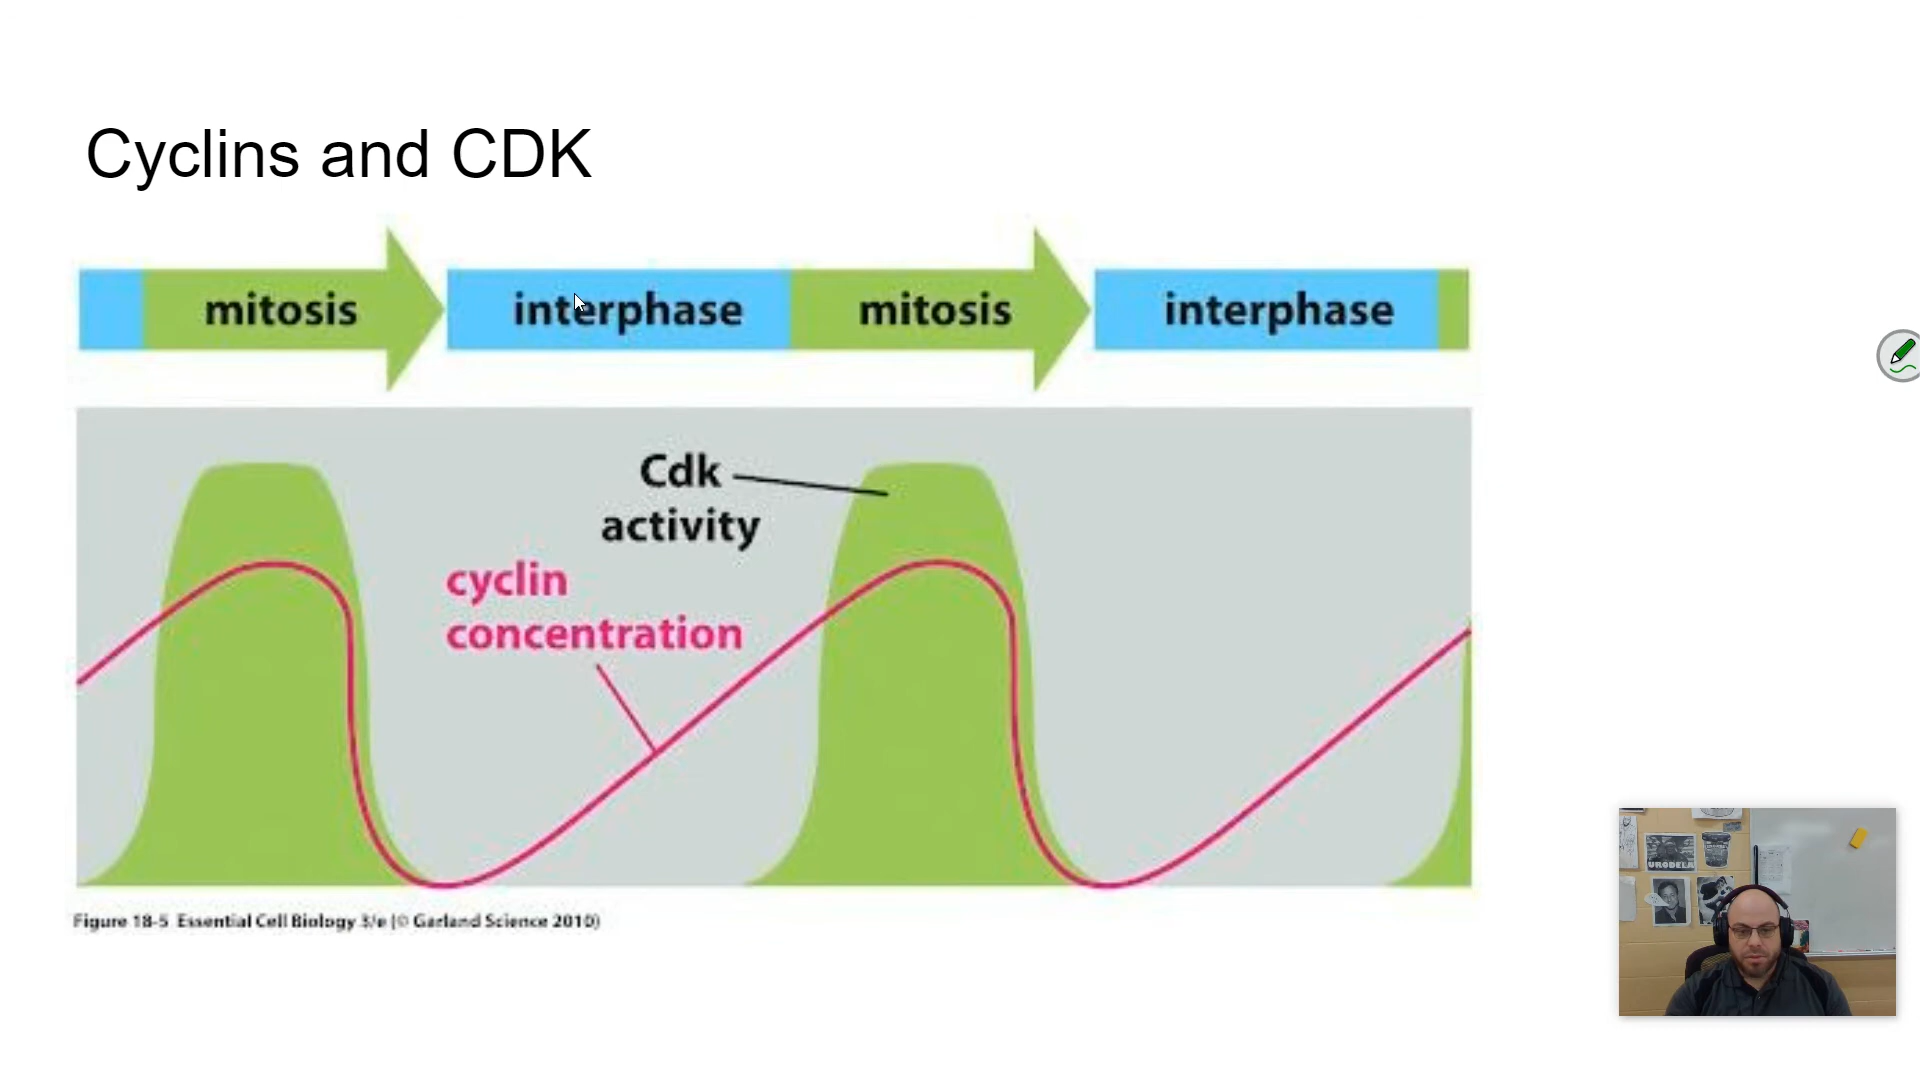 Cyclins and CDK
mitosis interphase mitosis interphase
Cdk
activity
cyclin
concentration
Figure 18-5 Essential Cell Biology 3/e (© Garland Science 2010)
URODELA